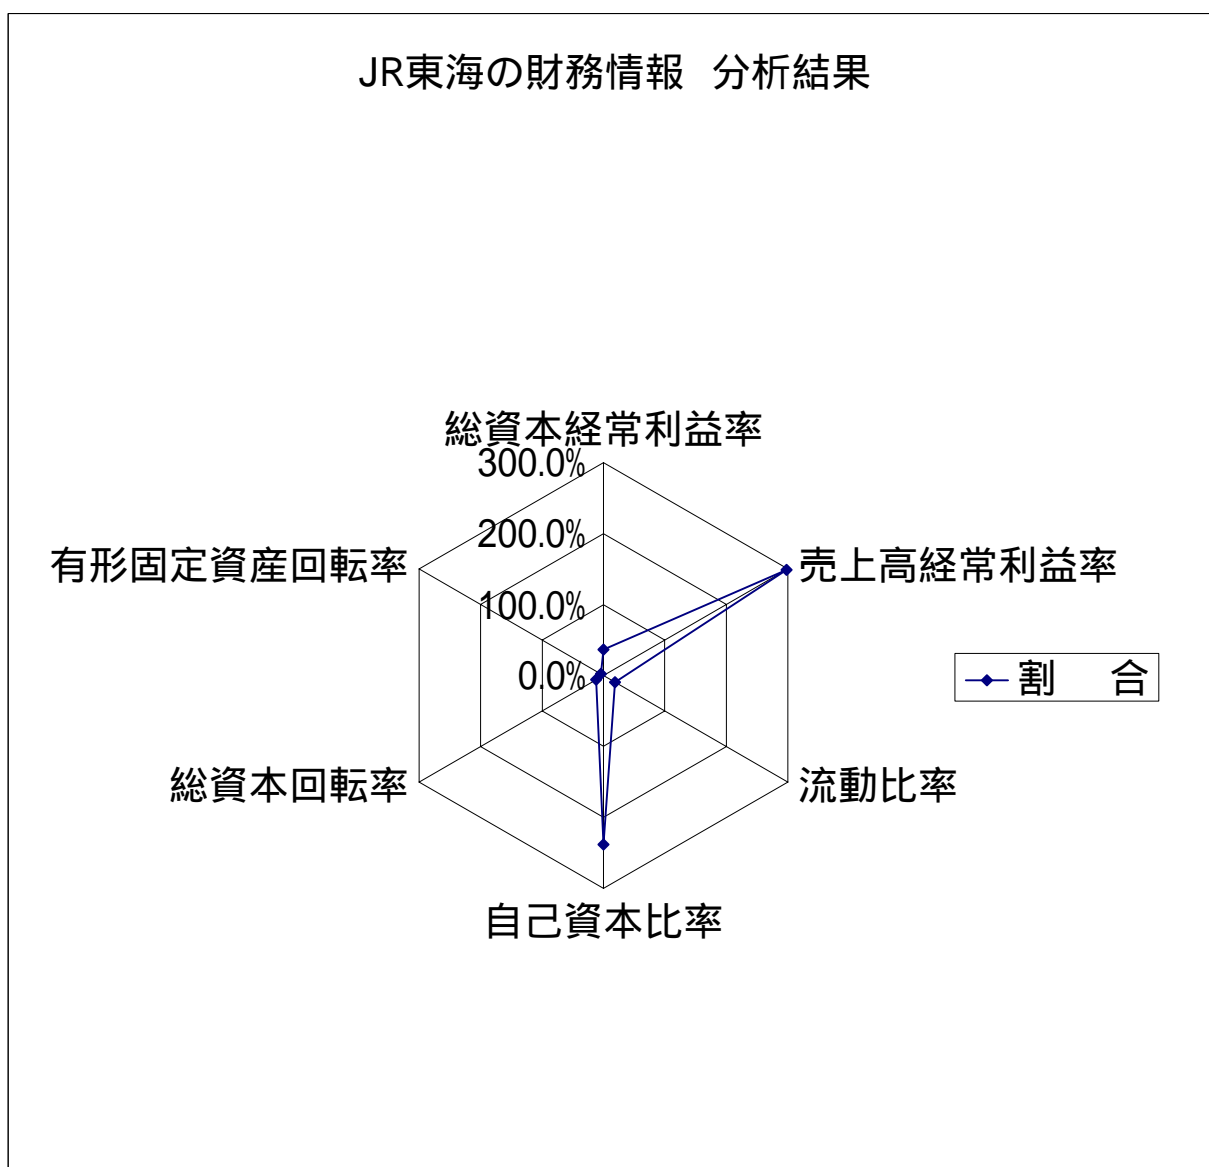 JR東海の財務情報 分析結果
総資本経常利益率
300.0%
200.0%
100.0%
0.0%
売上高経常利益率
有形固定資産回転率
割 合
総資本回転率
流動比率
自己資本比率